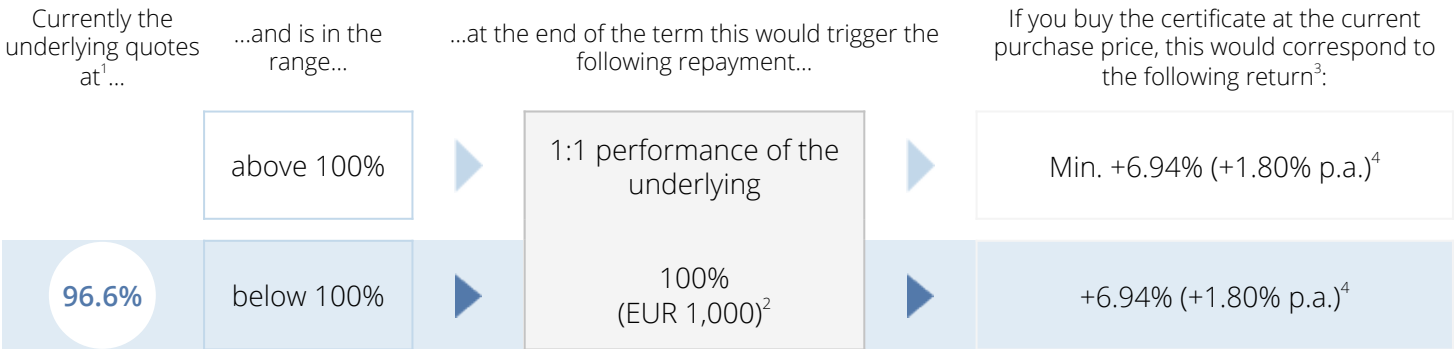 Currently the
underlying quotes
at¹...
...and is in the
range...
...at the end of the term this would trigger the
following repayment...
If you buy the certificate at the current
purchase price, this would correspond to
the following return³:
above 100%
1:1 performance of the
underlying
Min. +6.94% (+1.80% p.a.)⁴
96.6%
below 100%
100%
(EUR 1,000)²
+6.94% (+1.80% p.a.)⁴